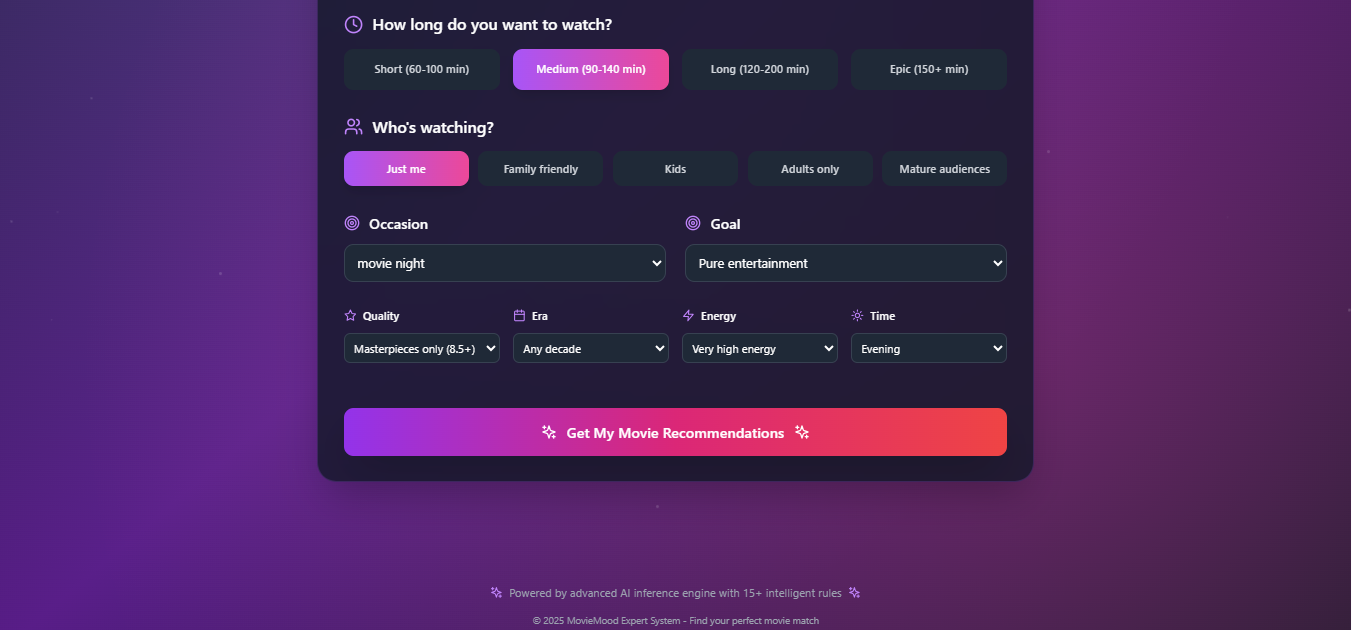 How long do you want to watch?
Short (60-100 min) Medium (90-140 min) Long (120-200 min) Epic (150+ min)
Who's watching?
Just me Family friendly Kids Adults only Mature audiences
Occasion Goal
movie night Pure entertainment
Quality Era Energy Time
Masterpieces only (8.5+) Any decade Very high energy Evening
Get My Movie Recommendations
Powered by advanced AI inference engine with 15+ intelligent rules
© 2025 MovieMood Expert System - Find your perfect movie match